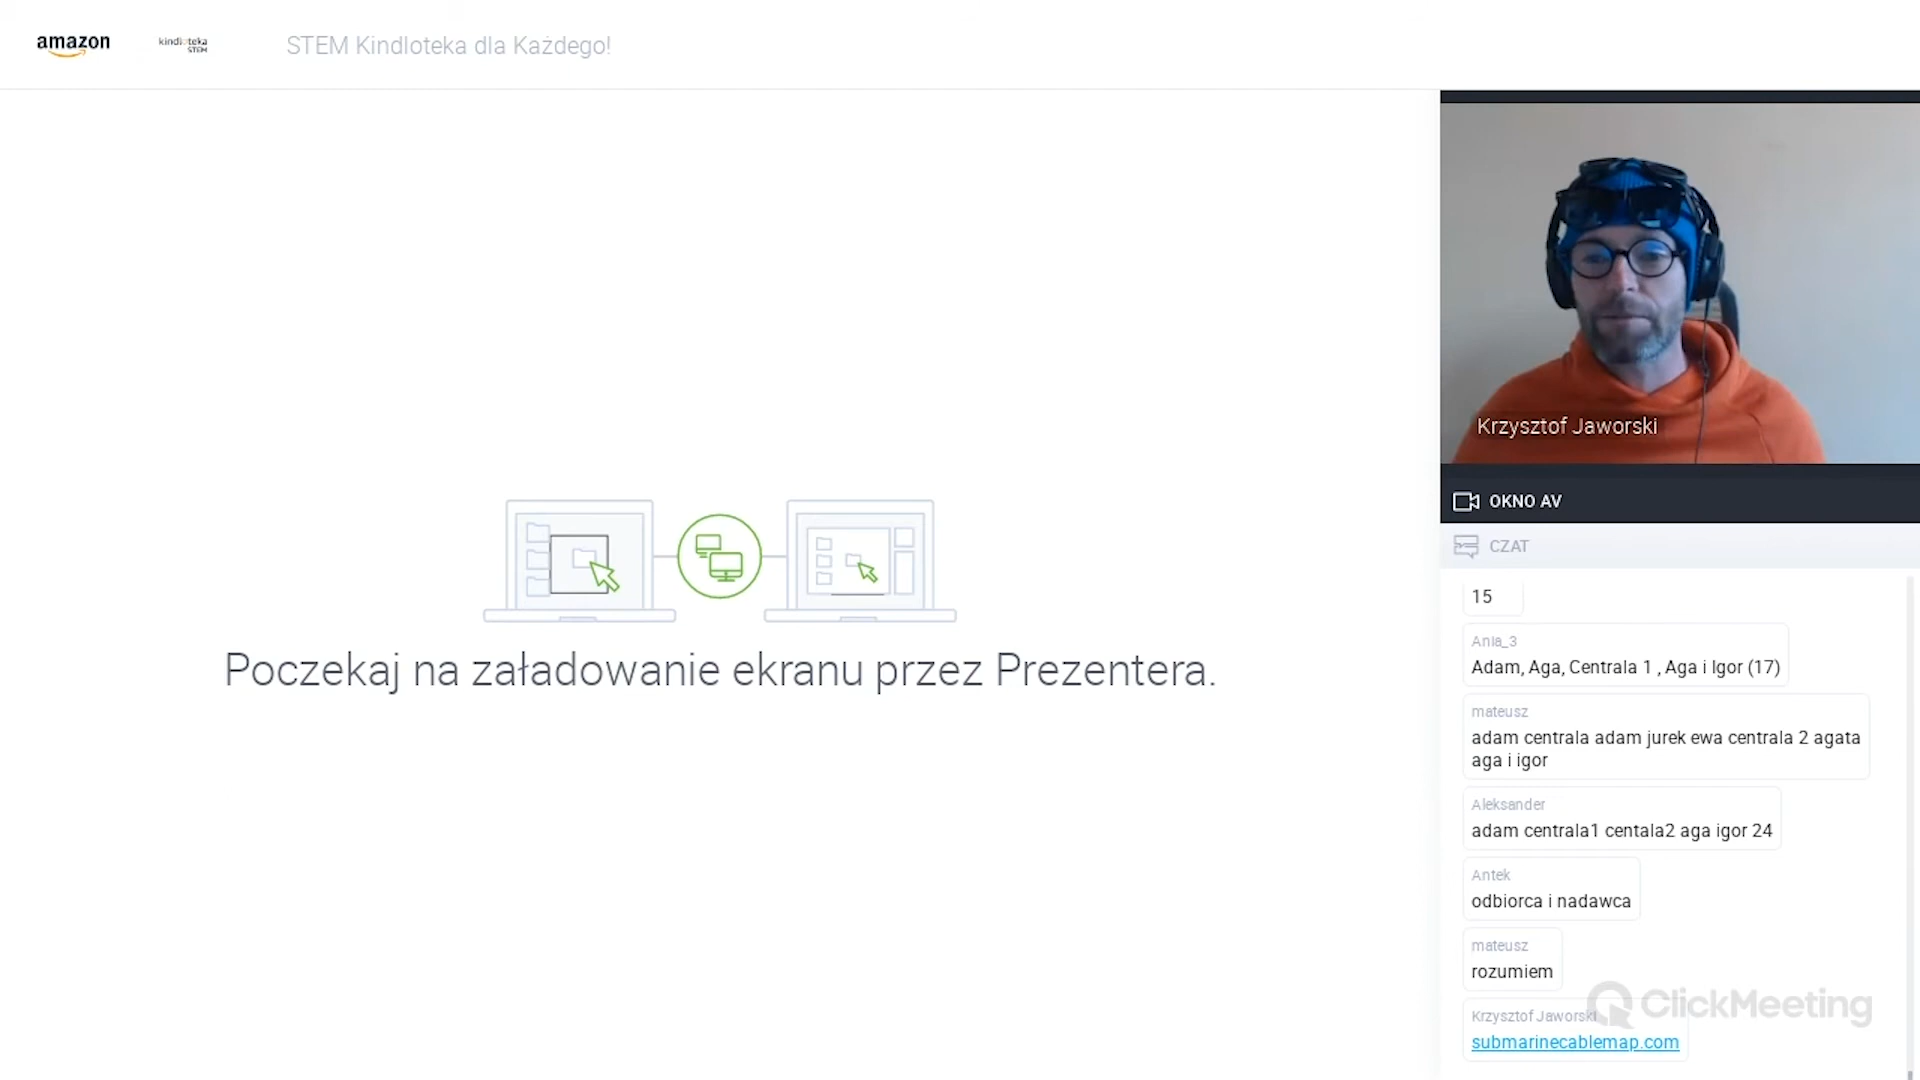 amazon
kindloteka
STEM
STEM Kindloteka dla Każdego!
Krzysztof Jaworski
OKNO AV
CZAT
15
Ania_3
Adam, Aga, Centrala 1 , Aga i Igor (17)
mateusz
adam centrala adam jurek ewa centrala 2 agata
aga i igor
Aleksander
adam centrala1 centala2 aga igor 24
Antek
odbiorca i nadawca
mateusz
rozumiem
Krzysztof Jaworski
submarinecablemap.com
Poczekaj na załadowanie ekranu przez Prezentera.
ClickMeeting